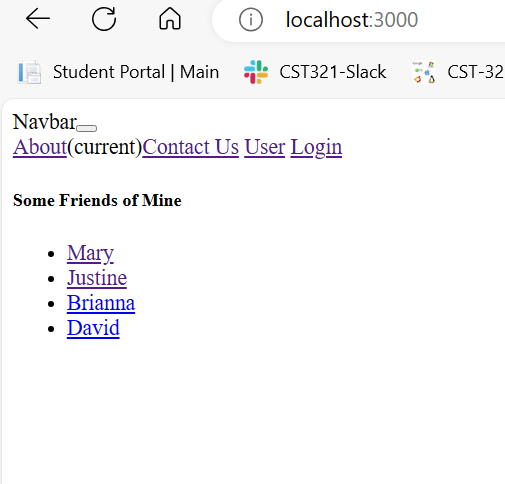 localhost:3000
Student Portal | Main CST321-Slack CST-32
Navbar
About(current)Contact Us User Login
Some Friends of Mine
Mary
Justine
Brianna
David